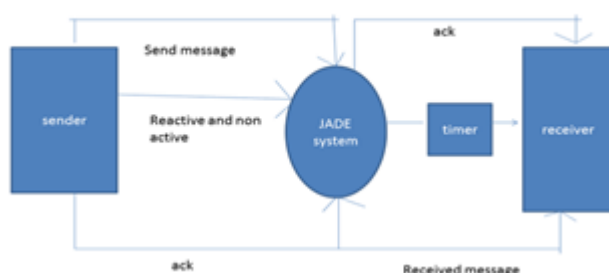 Send message
ack
sender
Reactive and non
active
JADE
system
timer
receiver
ack
Received message